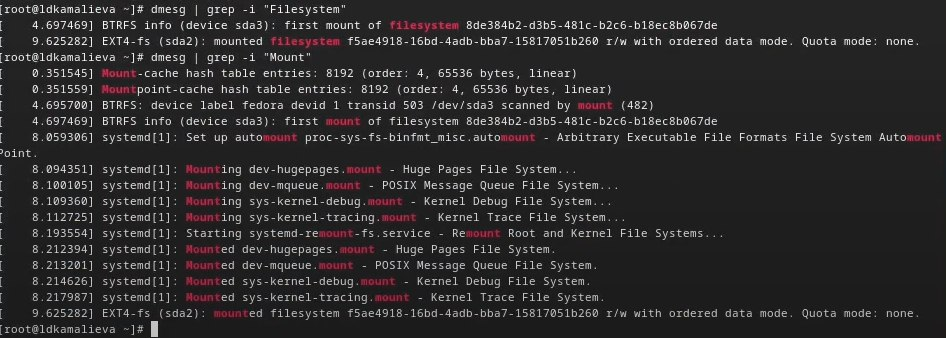 [root@ldkamalieva ~]# dmesg | grep -i "Filesystem"
[    4.697469] BTRFS info (device sda3): first mount of filesystem 8de384b2-d3b5-481c-b2c6-b18ec8b067de
[    9.625282] EXT4-fs (sda2): mounted filesystem f5ae4918-16bd-4adb-bba7-15817051b260 r/w with ordered data mode. Quota mode: none.
[root@ldkamalieva ~]# dmesg | grep -i "Mount"
[    0.351545] Mount-cache hash table entries: 8192 (order: 4, 65536 bytes, linear)
[    0.351559] Mountpoint-cache hash table entries: 8192 (order: 4, 65536 bytes, linear)
[    4.695700] BTRFS: device label fedora devid 1 transid 503 /dev/sda3 scanned by mount (482)
[    4.697469] BTRFS info (device sda3): first mount of filesystem 8de384b2-d3b5-481c-b2c6-b18ec8b067de
[    8.059306] systemd[1]: Set up automount proc-sys-fs-binfmt_misc.automount - Arbitrary Executable File Formats File System Automount
Point.
[    8.094351] systemd[1]: Mounting dev-hugepages.mount - Huge Pages File System...
[    8.100105] systemd[1]: Mounting dev-mqueue.mount - POSIX Message Queue File System...
[    8.109360] systemd[1]: Mounting sys-kernel-debug.mount - Kernel Debug File System...
[    8.112725] systemd[1]: Mounting sys-kernel-tracing.mount - Kernel Trace File System...
[    8.193554] systemd[1]: Starting systemd-remount-fs.service - Remount Root and Kernel File Systems...
[    8.212394] systemd[1]: Mounted dev-hugepages.mount - Huge Pages File System.
[    8.213201] systemd[1]: Mounted dev-mqueue.mount - POSIX Message Queue File System.
[    8.214626] systemd[1]: Mounted sys-kernel-debug.mount - Kernel Debug File System.
[    8.217987] systemd[1]: Mounted sys-kernel-tracing.mount - Kernel Trace File System.
[    9.625282] EXT4-fs (sda2): mounted filesystem f5ae4918-16bd-4adb-bba7-15817051b260 r/w with ordered data mode. Quota mode: none.
[root@ldkamalieva ~]#